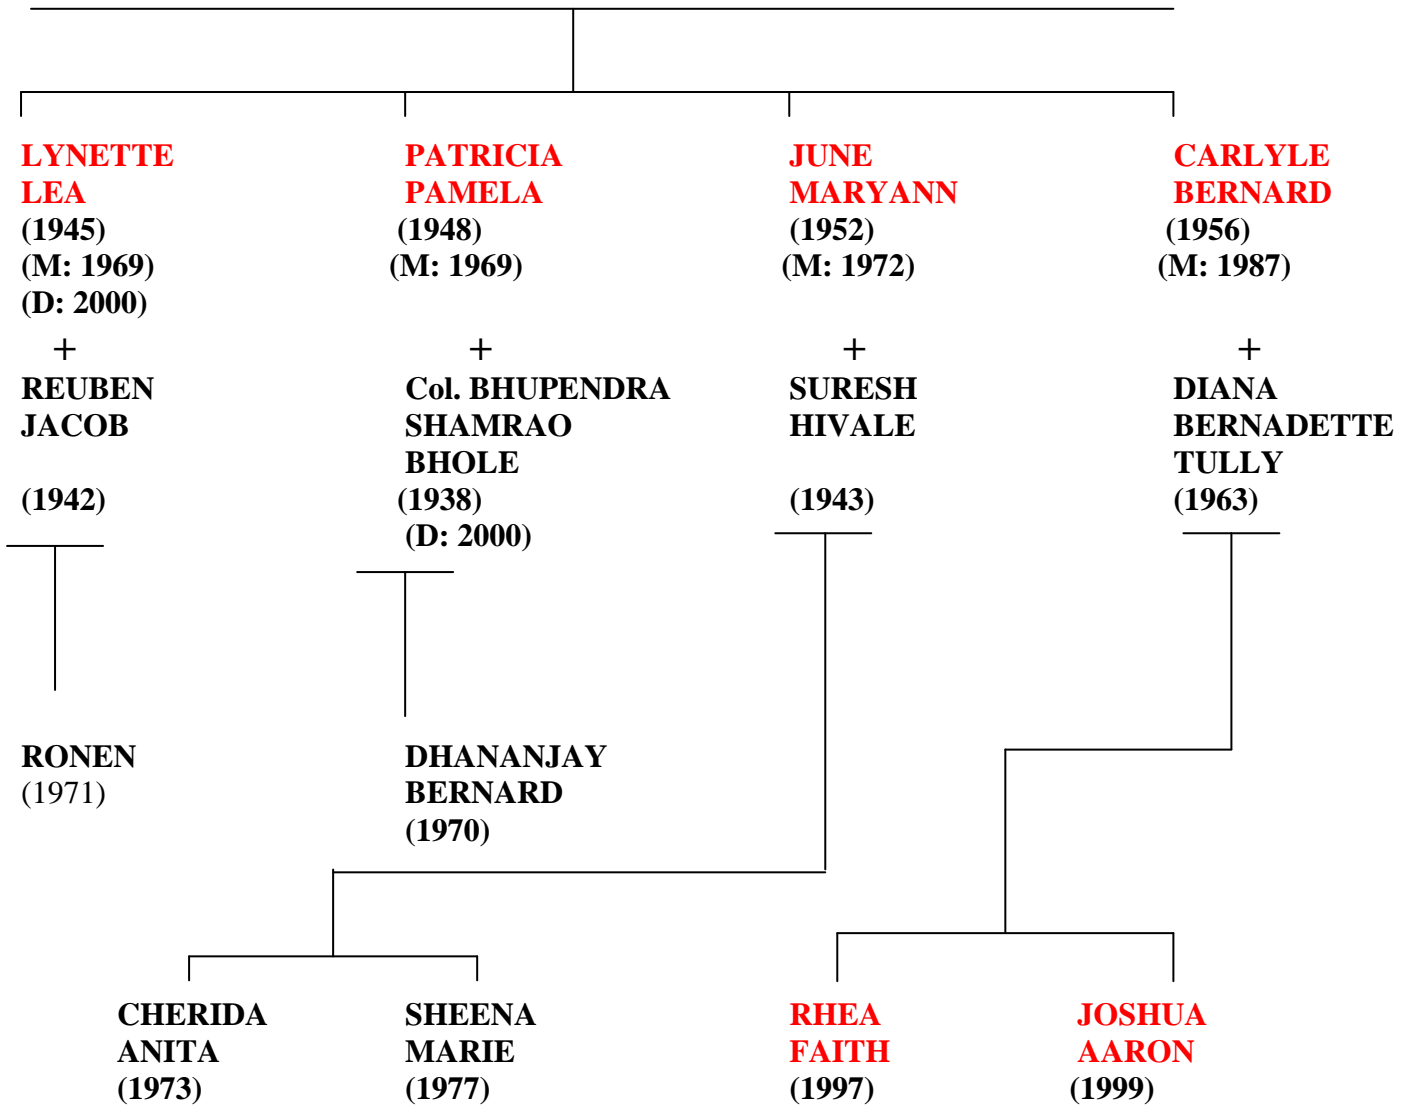 LYNETTE
LEA
(1945)
(M: 1969)
(D: 2000)
+
REUBEN
JACOB
(1942)
PATRICIA
PAMELA
(1948)
(M: 1969)
+
Col. BHUPENDRA
SHAMRAO
BHOLE
(1938)
(D: 2000)
JUNE
MARYANN
(1952)
(M: 1972)
+
SURESH
HIVALE
(1943)
CARLYLE
BERNARD
(1956)
(M: 1987)
+
DIANA
BERNADETTE
TULLY
(1963)
RONEN
(1971)
DHANANJAY
BERNARD
(1970)
CHERIDA
ANITA
(1973)
SHEENA
MARIE
(1977)
RHEA
FAITH
(1997)
JOSHUA
AARON
(1999)